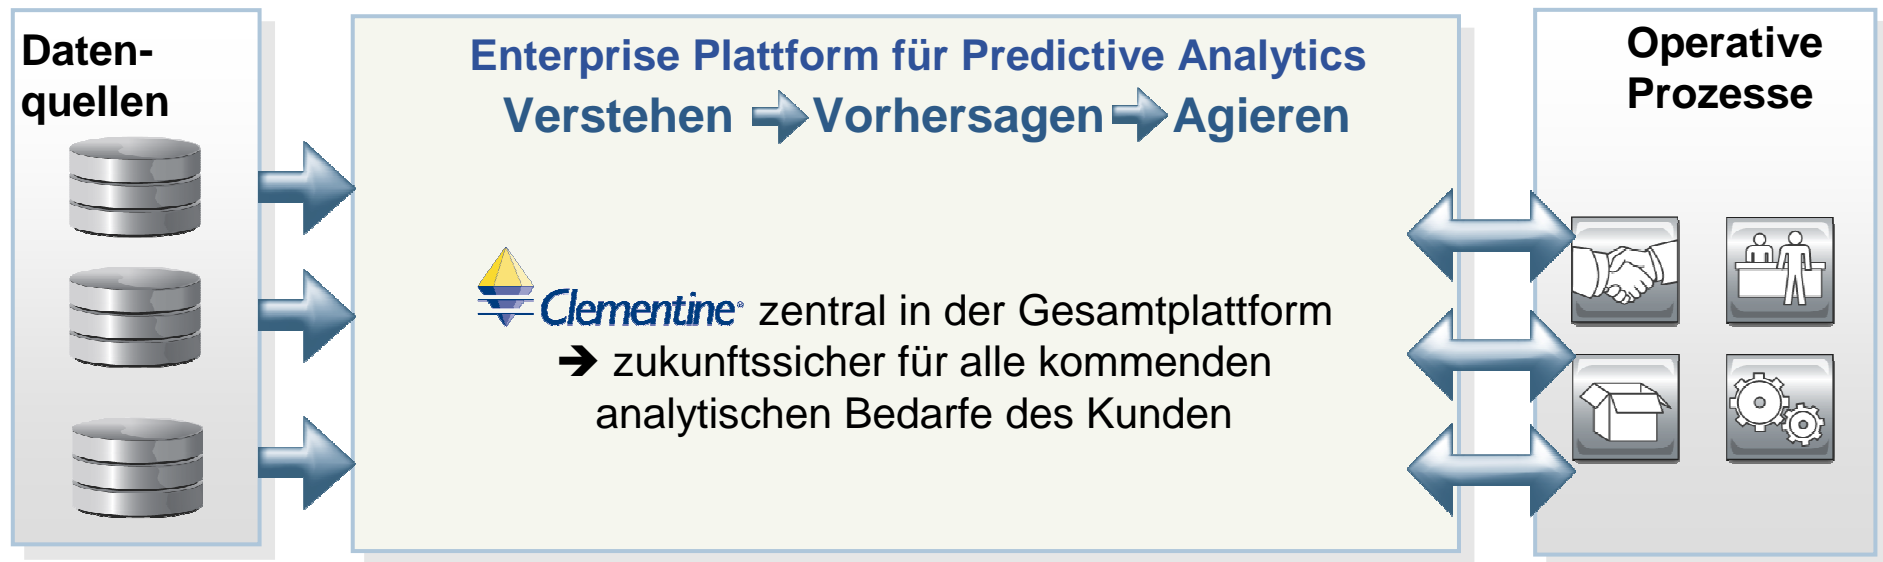 Daten-
quellen
Enterprise Plattform für Predictive Analytics
Verstehen Vorhersagen Agieren
Clementine® zentral in der Gesamtplattform
➔ zukunftssicher für alle kommenden
analytischen Bedarfe des Kunden
Operative
Prozesse